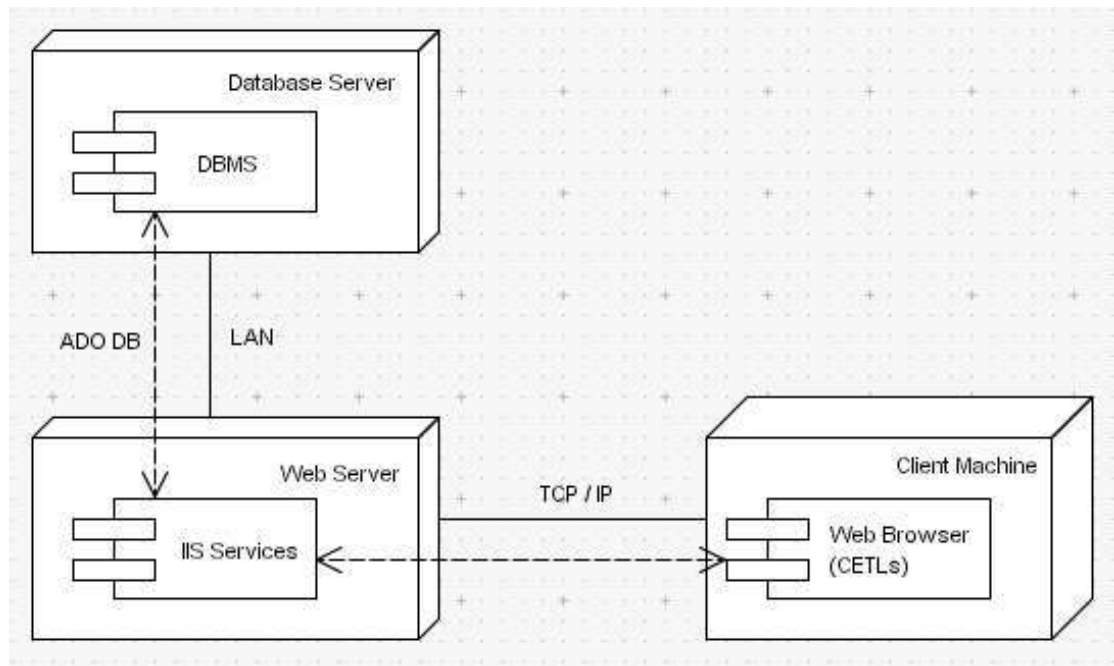 Database Server
DBMS
ADO DB
LAN
Web Server
IIS Services
TCP / IP
Client Machine
Web Browser
(CETLs)